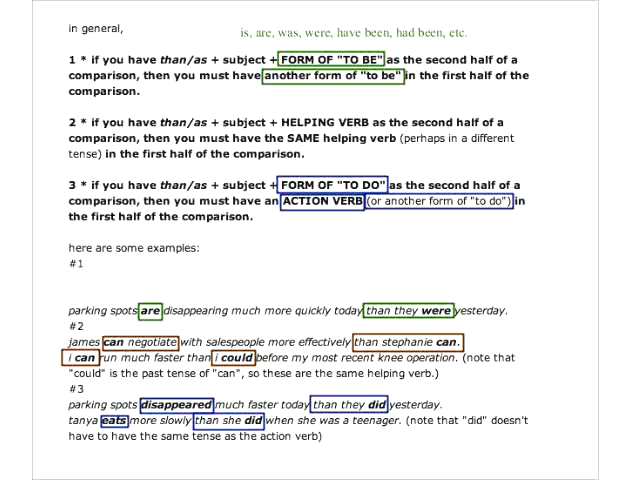 in general,
is, are, was, were, have been, had been, etc.
1 * if you have than/as + subject + FORM OF "TO BE" as the second half of a
comparison, then you must have another form of "to be" in the first half of the
comparison.
2 * if you have than/as + subject + HELPING VERB as the second half of a
comparison, then you must have the SAME helping verb (perhaps in a different
tense) in the first half of the comparison.
3 * if you have than/as + subject + FORM OF "TO DO" as the second half of a
comparison, then you must have an ACTION VERB (or another form of "to do") in
the first half of the comparison.
here are some examples:
#1
parking spots are disappearing much more quickly today than they were yesterday.
#2
james can negotiate with salespeople more effectively than stephanie can.
i can run much faster than i could before my most recent knee operation. (note that
"could" is the past tense of "can", so these are the same helping verb.)
#3
parking spots disappeared much faster today than they did yesterday.
tanya eats more slowly than she did when she was a teenager. (note that "did" doesn't
have to have the same tense as the action verb)